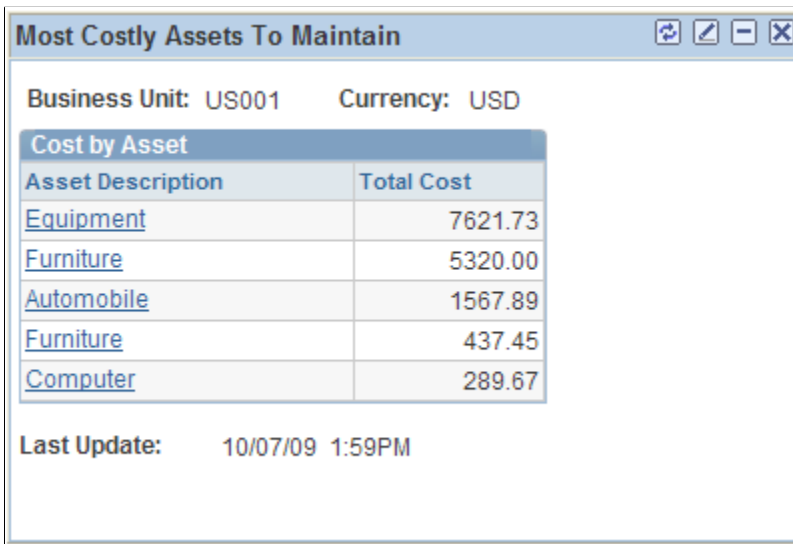 Most Costly Assets To Maintain
Business Unit: US001 Currency: USD
Cost by Asset
Asset Description Total Cost
Equipment 7621.73
Furniture 5320.00
Automobile 1567.89
Furniture 437.45
Computer 289.67
Last Update: 10/07/09 1:59PM